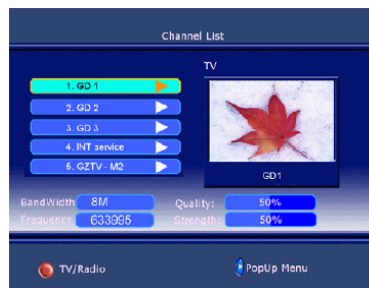 Channel List
TV
1. GD 1
2. GD 2
3. GD 3
4. INT service
5. GZTV - M2
GD1
BandWidth 8M Quality: 50%
Frequency 633995 Strength: 50%
TV/Radio PopUp Menu